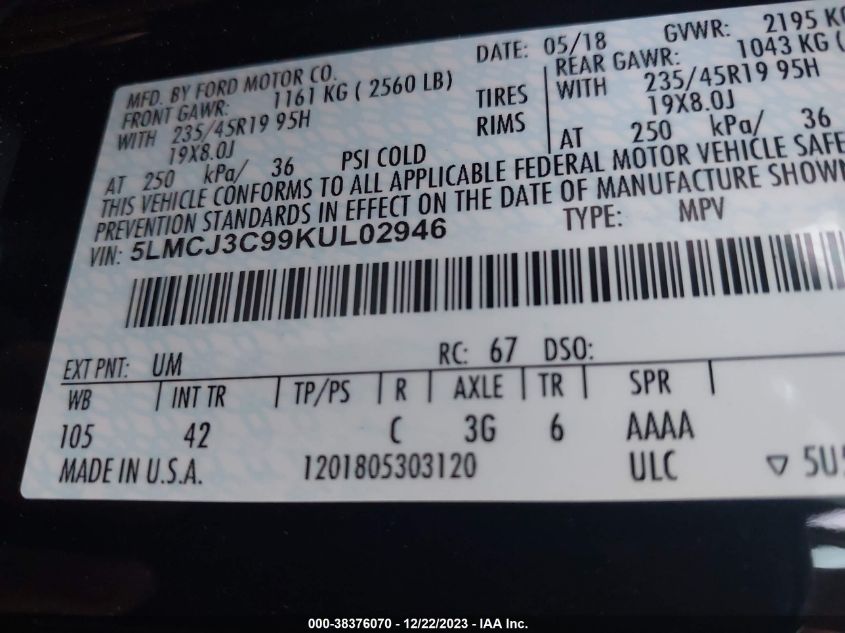 MFD. BY FORD MOTOR CO. DATE: 05/18 GVWR: 2195 KG
FRONT GAWR: 1161 KG ( 2560 LB) REAR GAWR: 1043 KG (
WITH 235/45R19 95H TIRES WITH 235/45R19 95H
19X8.0J RIMS 19X8.0J
AT 250 kPa/ 36 PSI COLD AT 250 kPa/ 36
THIS VEHICLE CONFORMS TO ALL APPLICABLE FEDERAL MOTOR VEHICLE SAFE
PREVENTION STANDARDS IN EFFECT ON THE DATE OF MANUFACTURE SHOWN
VIN: 5LMCJ3C99KUL02946 TYPE: MPV
EXT PNT: UM RC: 67 DSO:
WB INT TR TP/PS R AXLE TR SPR
105 42 C 3G 6 AAAA
MADE IN U.S.A. 1201805303120 ULC ▽ 5U5
000-38376070 - 12/22/2023 - IAA Inc.